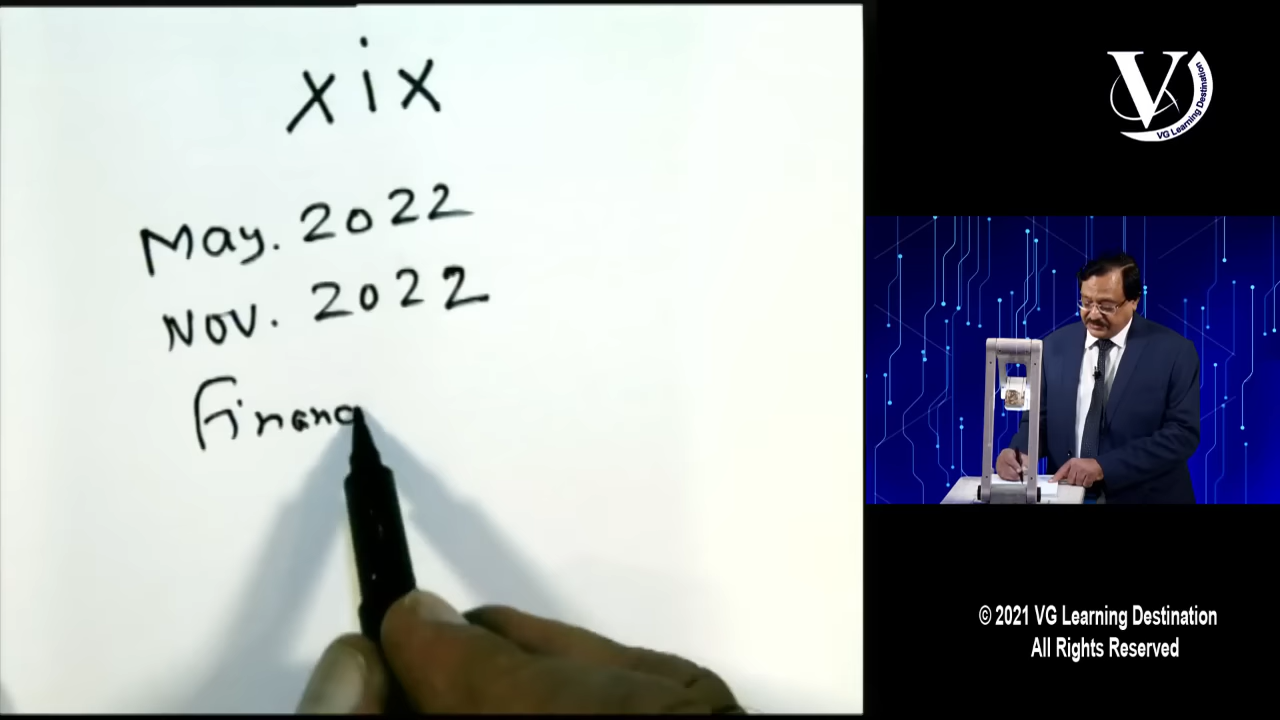 xix
May. 2022
Nov. 2022
Financ
V
VG Learning Destination
© 2021 VG Learning Destination
All Rights Reserved